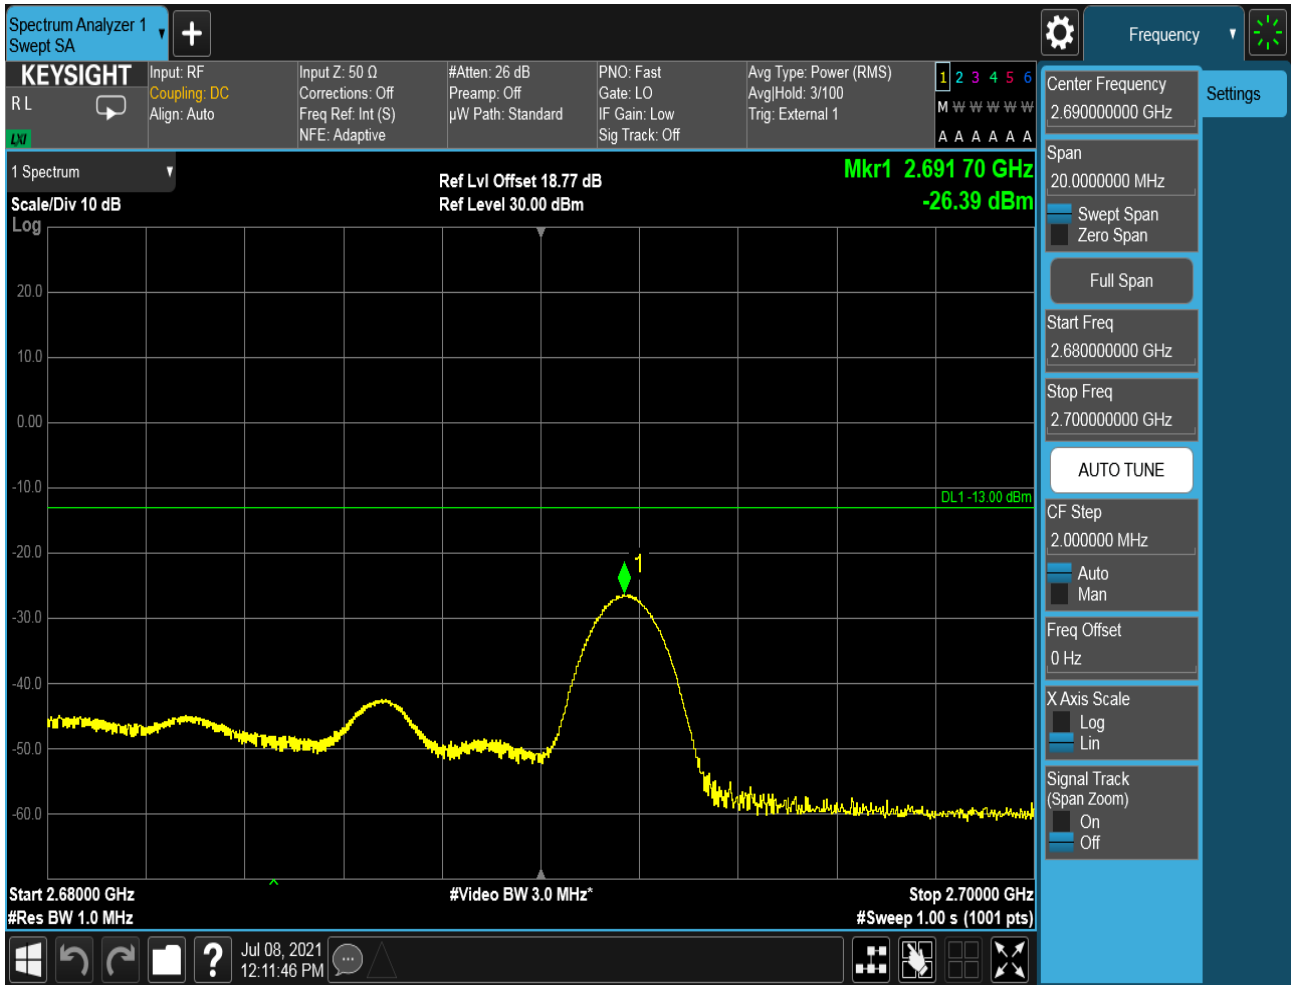 Spectrum Analyzer 1
Swept SA
Frequency
KEYSIGHT
R L
LXI
Input: RF
Coupling: DC
Align: Auto
Input Z: 50 Ω
Corrections: Off
Freq Ref: Int (S)
NFE: Adaptive
#Atten: 26 dB
Preamp: Off
µW Path: Standard
PNO: Fast
Gate: LO
IF Gain: Low
Sig Track: Off
Avg Type: Power (RMS)
Avg|Hold: 3/100
Trig: External 1
1 2 3 4 5 6
M W W W W W
A A A A A A
1 Spectrum
Scale/Div 10 dB
Log
Ref Lvl Offset 18.77 dB
Ref Level 30.00 dBm
Mkr1 2.691 70 GHz
-26.39 dBm
20.0
10.0
0.00
-10.0
-20.0
-30.0
-40.0
-50.0
-60.0
DL1 -13.00 dBm
1
Start 2.68000 GHz
#Res BW 1.0 MHz
#Video BW 3.0 MHz*
Stop 2.70000 GHz
#Sweep 1.00 s (1001 pts)
?
Jul 08, 2021
12:11:46 PM
Center Frequency
2.690000000 GHz
Span
20.0000000 MHz
Swept Span
Zero Span
Full Span
Start Freq
2.680000000 GHz
Stop Freq
2.700000000 GHz
AUTO TUNE
CF Step
2.000000 MHz
Auto
Man
Freq Offset
0 Hz
X Axis Scale
Log
Lin
Signal Track
(Span Zoom)
On
Off
Settings